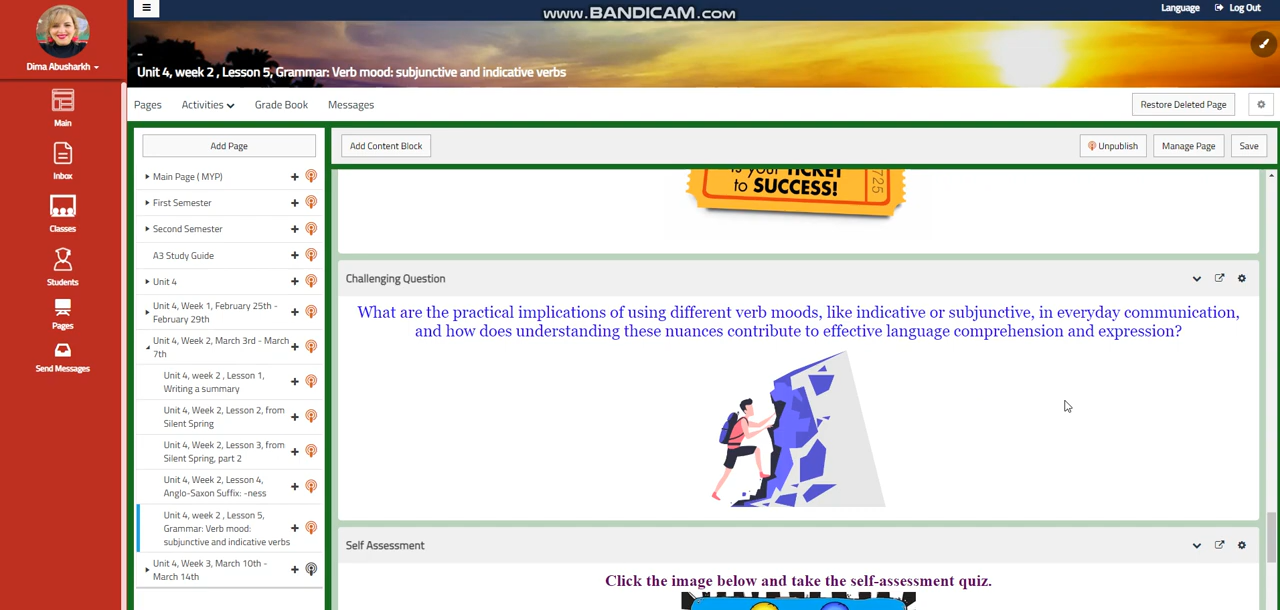 www.BANDICAM.com
Language
Log Out
Dima Abusharkh
-
Unit 4, week 2 , Lesson 5, Grammar: Verb mood: subjunctive and indicative verbs
Pages
Activities
Grade Book
Messages
Restore Deleted Page
Main
Inbox
Classes
Students
Pages
Send Messages
Add Page
Main Page ( MYP)
First Semester
Second Semester
A3 Study Guide
Unit 4
Unit 4, Week 1, February 25th -
February 29th
Unit 4, Week 2, March 3rd - March
7th
Unit 4, week 2 , Lesson 1,
Writing a summary
Unit 4, Week 2, Lesson 2, from
Silent Spring
Unit 4, Week 2, Lesson 3, from
Silent Spring, part 2
Unit 4, Week 2, Lesson 4,
Anglo-Saxon Suffix: -ness
Unit 4, week 2 , Lesson 5,
Grammar: Verb mood:
subjunctive and indicative verbs
Unit 4, Week 3, March 10th -
March 14th
Add Content Block
Unpublish
Manage Page
Save
is your TICKET
to SUCCESS!
725
Challenging Question
What are the practical implications of using different verb moods, like indicative or subjunctive, in everyday communication,
and how does understanding these nuances contribute to effective language comprehension and expression?
Self Assessment
Click the image below and take the self-assessment quiz.